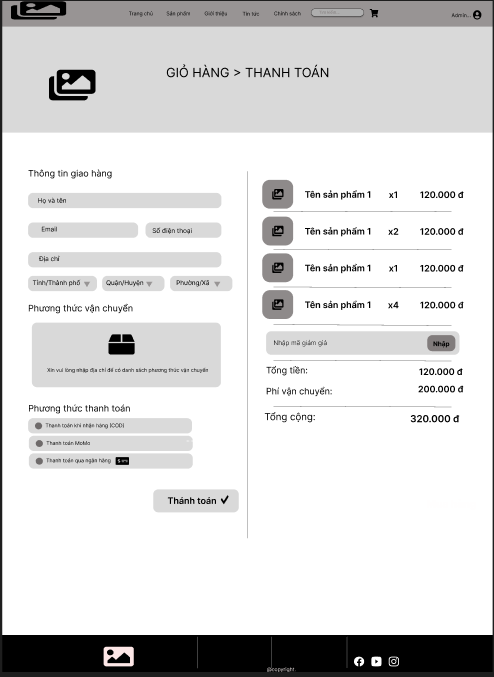 Trang chủ Sản phẩm Giới thiệu Tin tức Chính sách Admin...
GIỎ HÀNG > THANH TOÁN
Thông tin giao hàng
Họ và tên
Email Số điện thoại
Địa chỉ
Tỉnh/Thành phố Quận/Huyện Phường/Xã
Phương thức vận chuyển
Xin vui lòng nhập địa chỉ để có danh sách phương thức vận chuyển
Phương thức thanh toán
Thanh toán khi nhận hàng (COD)
Thanh toán MoMo
Thanh toán qua ngân hàng
Thánh toán
Tên sản phẩm 1 x1 120.000 đ
Tên sản phẩm 1 x2 120.000 đ
Tên sản phẩm 1 x1 120.000 đ
Tên sản phẩm 1 x4 120.000 đ
Nhập mã giảm giá Nhập
Tổng tiền: 120.000 đ
Phí vận chuyển: 200.000 đ
Tổng cộng: 320.000 đ
@copyright.